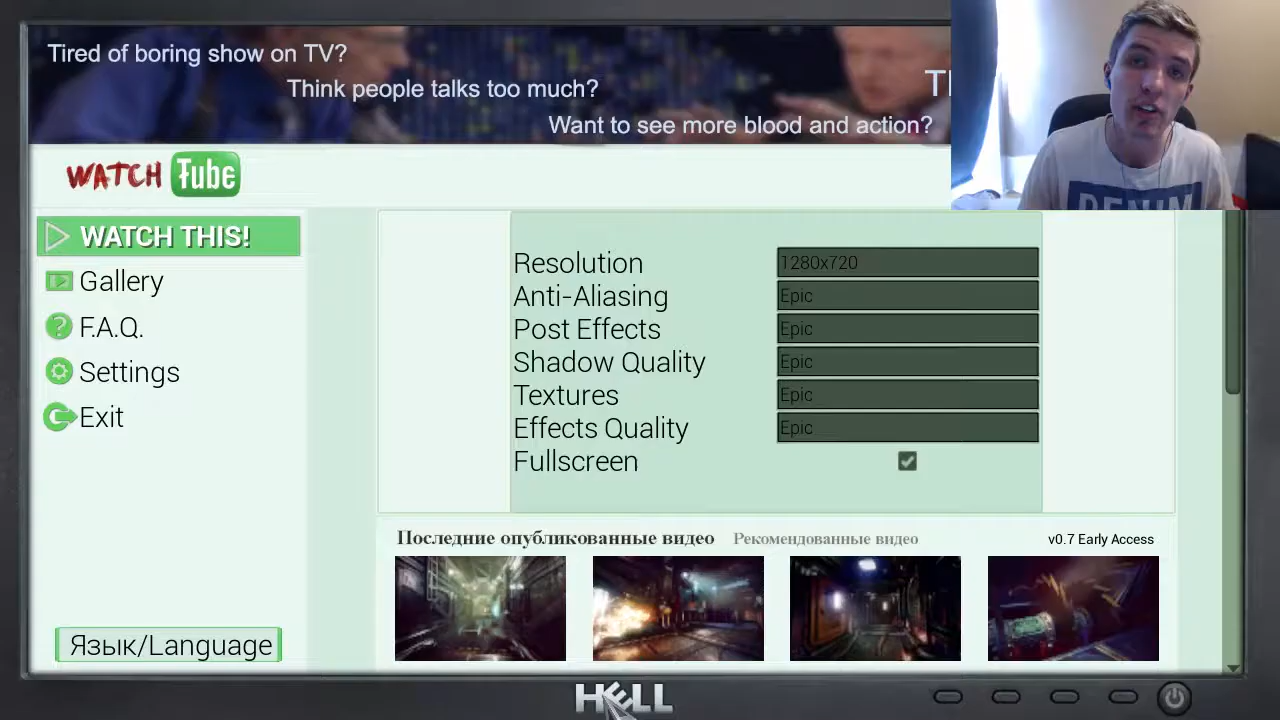 Tired of boring show on TV?
Think people talks too much?
Want to see more blood and action?
WATCH Tube
WATCH THIS!
Gallery
F.A.Q.
Settings
Exit
Язык/Language
Resolution 1280x720
Anti-Aliasing Epic
Post Effects Epic
Shadow Quality Epic
Textures Epic
Effects Quality Epic
Fullscreen
Последние опубликованные видео Рекомендованные видео v0.7 Early Access
HELL